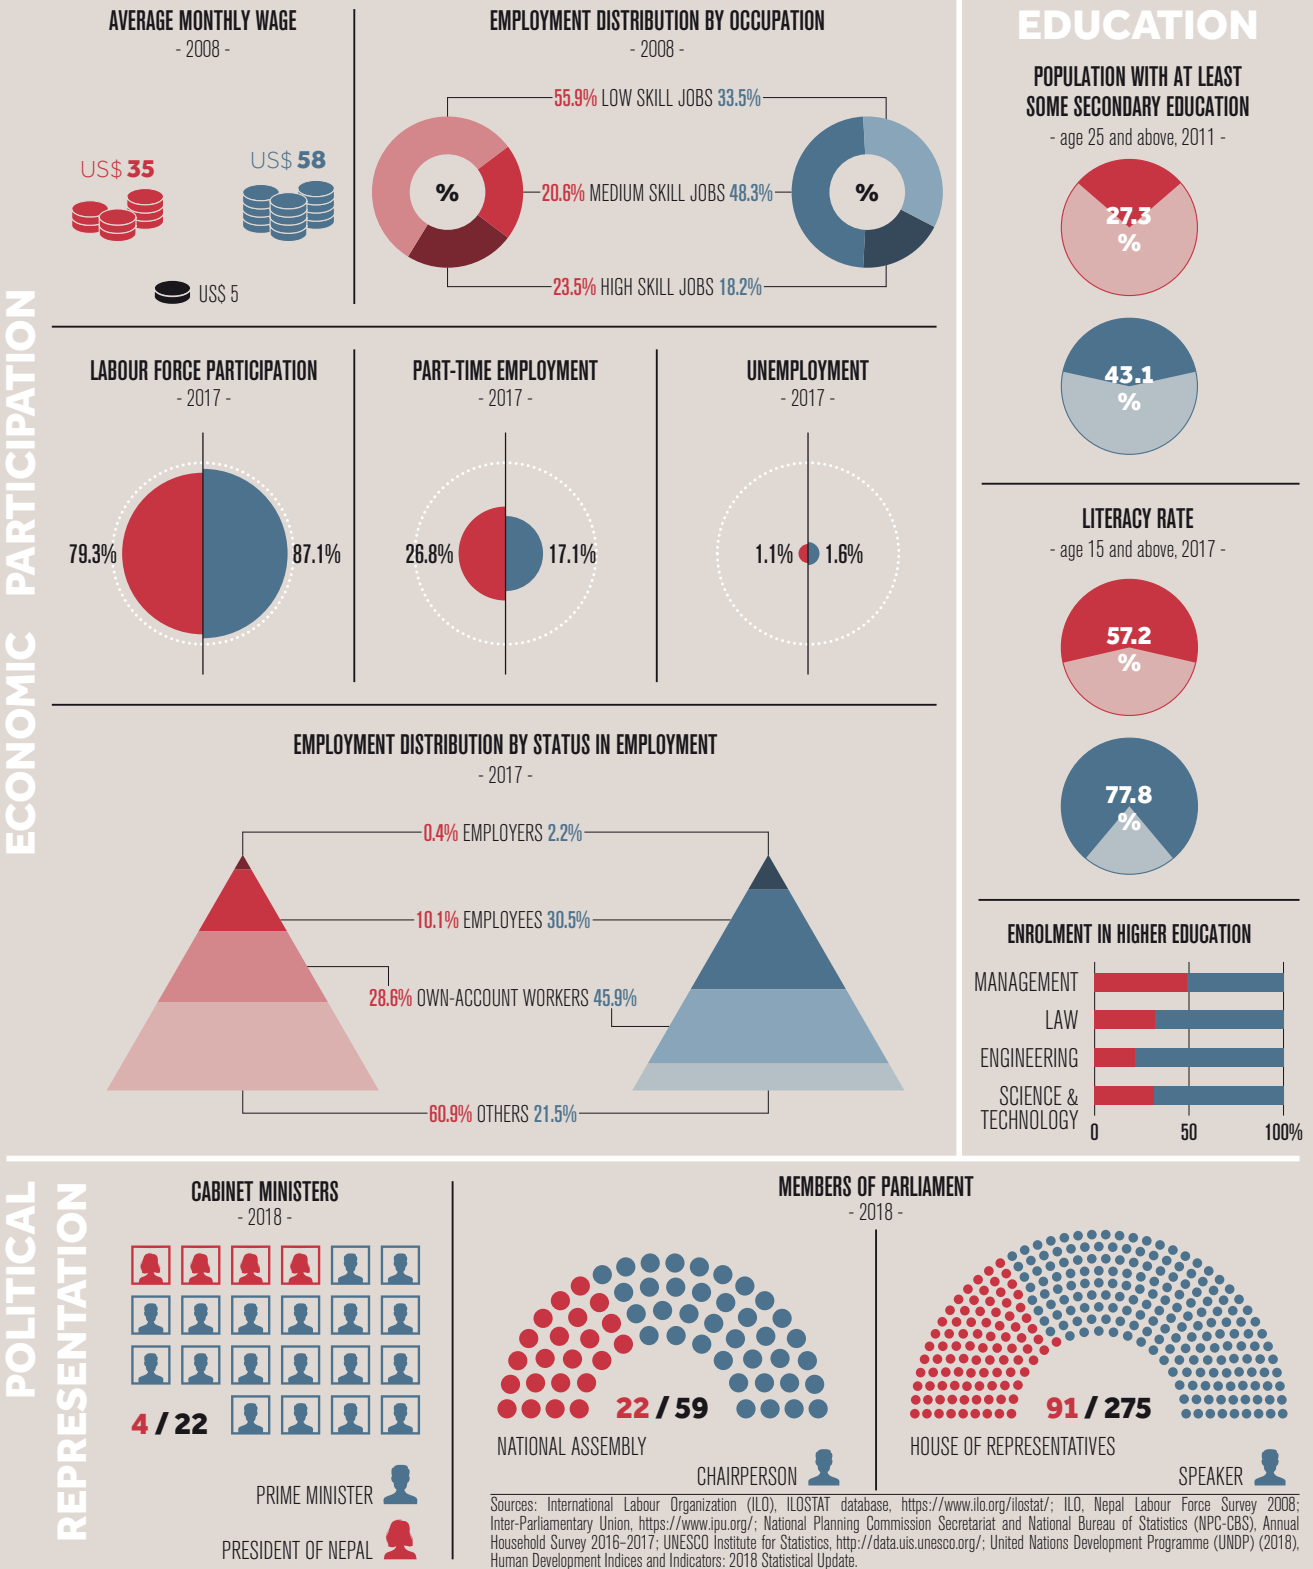 ECONOMIC PARTICIPATION
AVERAGE MONTHLY WAGE
- 2008 -
US$ 35
US$ 58
US$ 5
EMPLOYMENT DISTRIBUTION BY OCCUPATION
- 2008 -
55.9% LOW SKILL JOBS 33.5%
%
20.6% MEDIUM SKILL JOBS 48.3%
%
23.5% HIGH SKILL JOBS 18.2%
LABOUR FORCE PARTICIPATION
- 2017 -
79.3%
87.1%
PART-TIME EMPLOYMENT
- 2017 -
26.8%
17.1%
UNEMPLOYMENT
- 2017 -
1.1%
1.6%
EMPLOYMENT DISTRIBUTION BY STATUS IN EMPLOYMENT
- 2017 -
0.4% EMPLOYERS 2.2%
10.1% EMPLOYEES 30.5%
28.6% OWN-ACCOUNT WORKERS 45.9%
60.9% OTHERS 21.5%
EDUCATION
POPULATION WITH AT LEAST
SOME SECONDARY EDUCATION
- age 25 and above, 2011 -
27.3
%
43.1
%
LITERACY RATE
- age 15 and above, 2017 -
57.2
%
77.8
%
ENROLMENT IN HIGHER EDUCATION
MANAGEMENT
LAW
ENGINEERING
SCIENCE &
TECHNOLOGY
0
50
100%
POLITICAL
REPRESENTATION
CABINET MINISTERS
- 2018 -
4 / 22
PRIME MINISTER
PRESIDENT OF NEPAL
MEMBERS OF PARLIAMENT
- 2018 -
22 / 59
NATIONAL ASSEMBLY
CHAIRPERSON
91 / 275
HOUSE OF REPRESENTATIVES
SPEAKER
Sources: International Labour Organization (ILO), ILOSTAT database, https://www.ilo.org/ilostat/; ILO, Nepal Labour Force Survey 2008;
Inter-Parliamentary Union, https://www.ipu.org/; National Planning Commission Secretariat and National Bureau of Statistics (NPC-CBS), Annual
Household Survey 2016–2017; UNESCO Institute for Statistics, http://data.uis.unesco.org/; United Nations Development Programme (UNDP) (2018),
Human Development Indices and Indicators: 2018 Statistical Update.